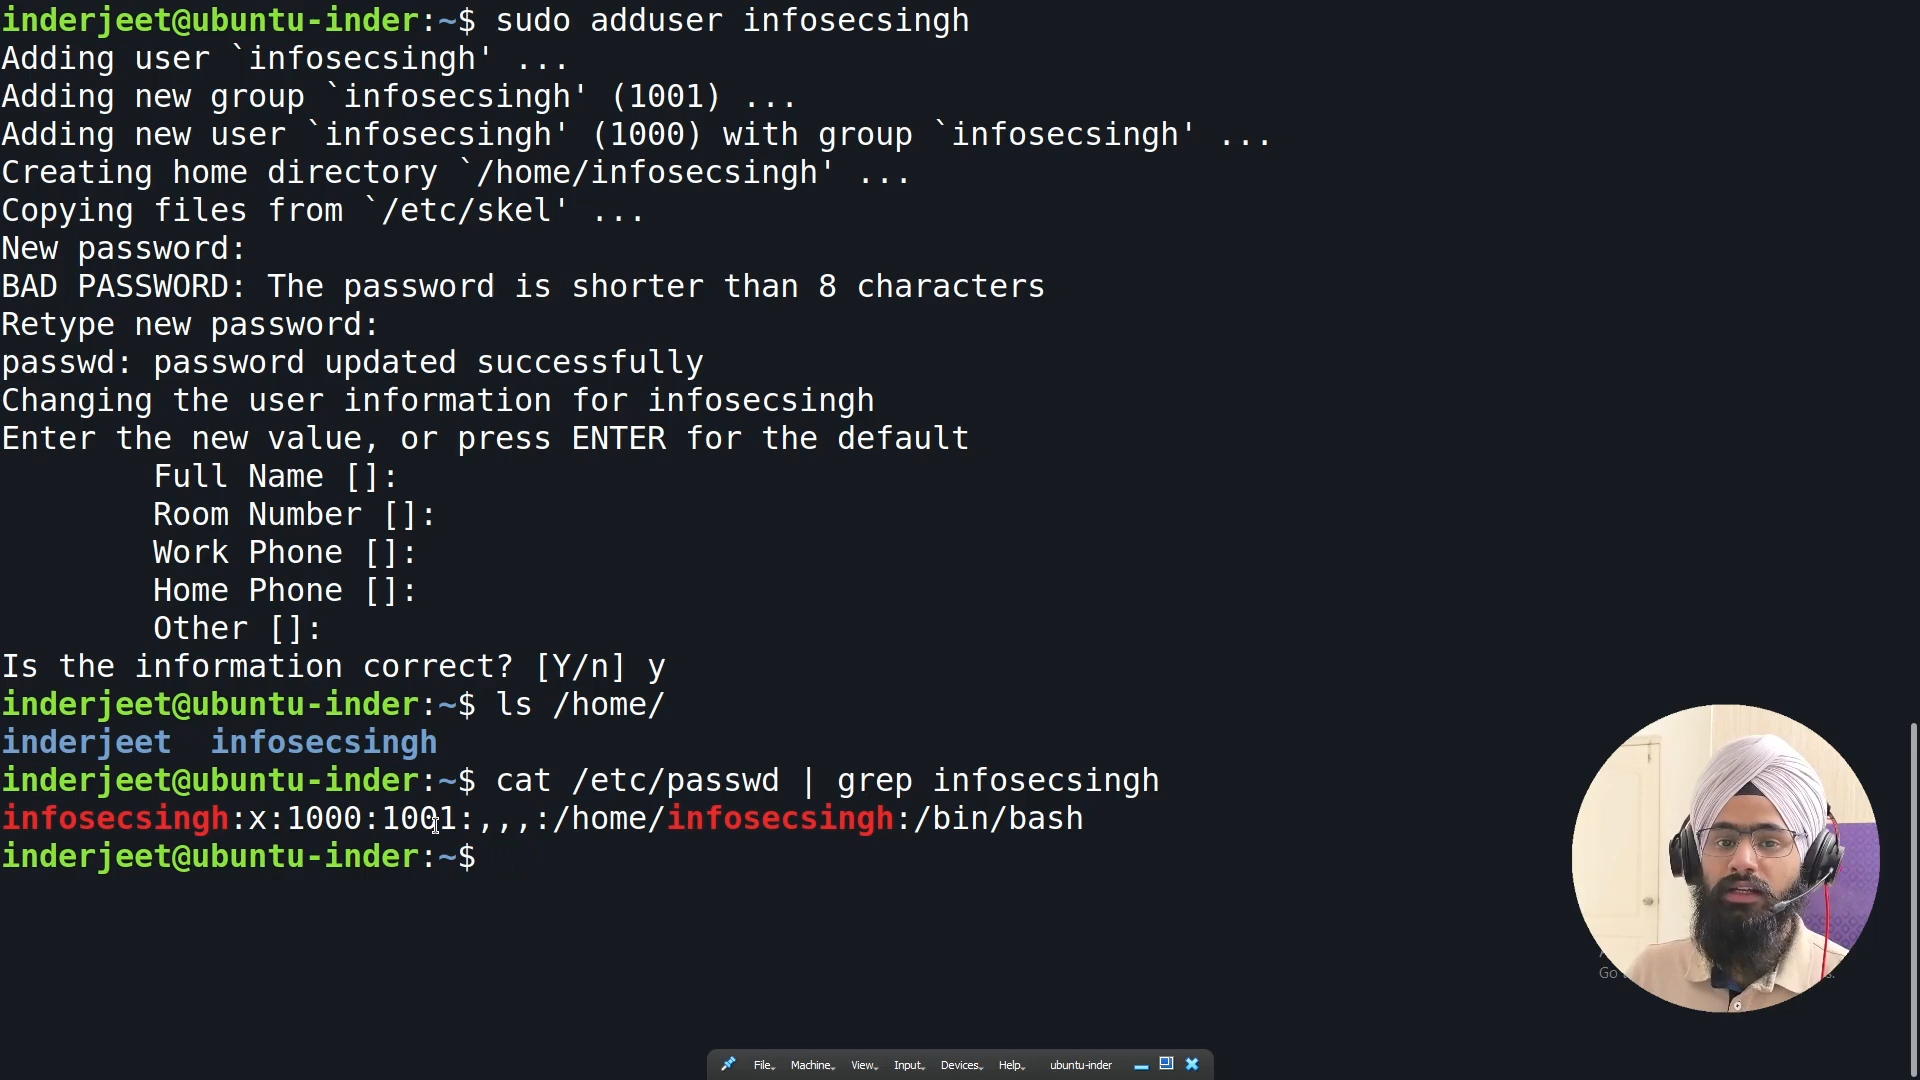 inderjeet@ubuntu-inder:~$ sudo adduser infosecsingh
Adding user `infosecsingh' ...
Adding new group `infosecsingh' (1001) ...
Adding new user `infosecsingh' (1000) with group `infosecsingh' ...
Creating home directory `/home/infosecsingh' ...
Copying files from `/etc/skel' ...
New password:
BAD PASSWORD: The password is shorter than 8 characters
Retype new password:
passwd: password updated successfully
Changing the user information for infosecsingh
Enter the new value, or press ENTER for the default
        Full Name []:
        Room Number []:
        Work Phone []:
        Home Phone []:
        Other []:
Is the information correct? [Y/n] y
inderjeet@ubuntu-inder:~$ ls /home/
inderjeet  infosecsingh
inderjeet@ubuntu-inder:~$ cat /etc/passwd | grep infosecsingh
infosecsingh:x:1000:1001:,,,:/home/infosecsingh:/bin/bash
inderjeet@ubuntu-inder:~$
Go
File Machine View Input Devices Help ubuntu-inder